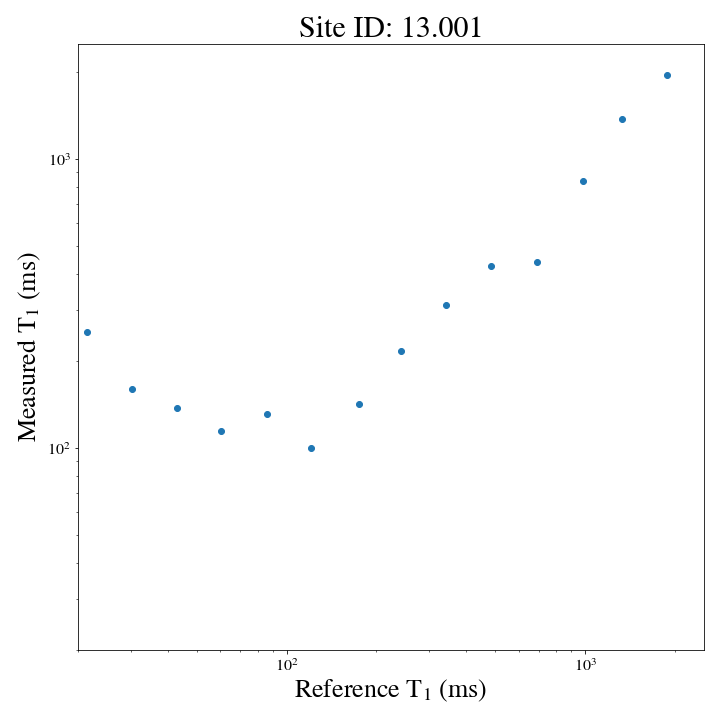 Site ID: 13.001
Measured T₁ (ms)
10³
10²
10²
10³
Reference T₁ (ms)